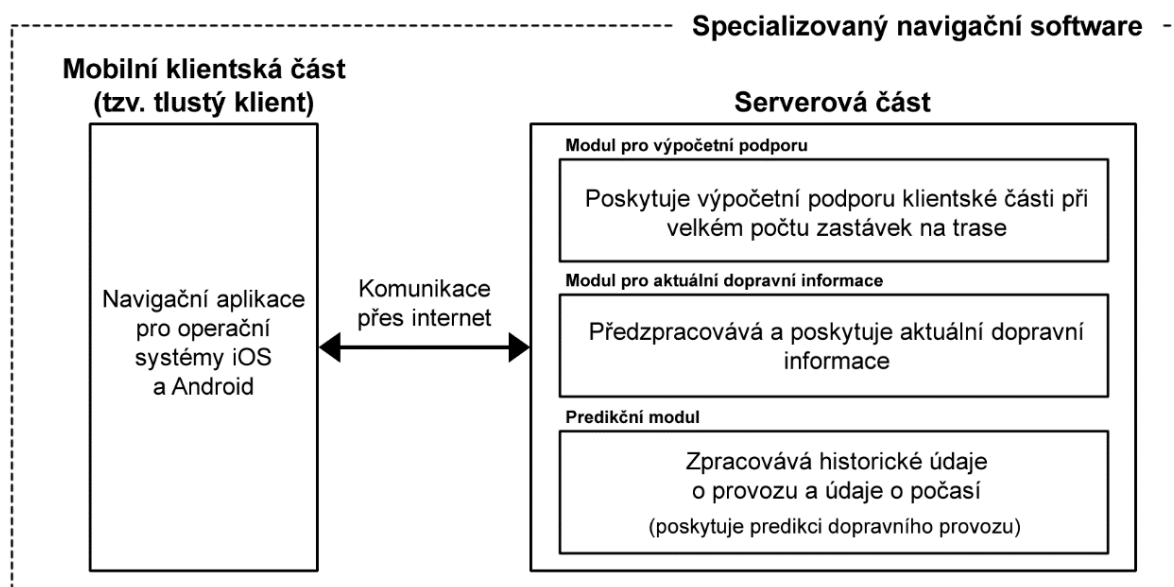 Specializovaný navigační software
Mobilní klientská část
(tzv. tlustý klient)
Navigační aplikace
pro operační
systémy iOS
a Android
Komunikace
přes internet
Serverová část
Modul pro výpočetní podporu
Poskytuje výpočetní podporu klientské části při
velkém počtu zastávek na trase
Modul pro aktuální dopravní informace
Předzpracovává a poskytuje aktuální dopravní
informace
Predikční modul
Zpracovává historické údaje
o provozu a údaje o počasí
(poskytuje predikci dopravního provozu)